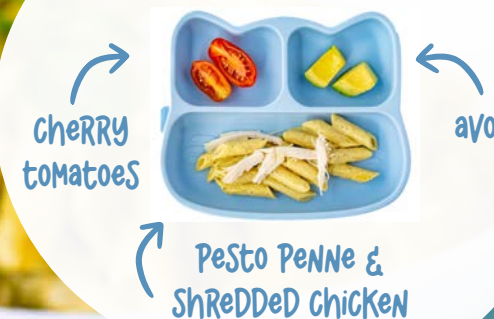 CheRRy
tomatoes
avo
Pesto Penne &
ShReDDeD Chicken